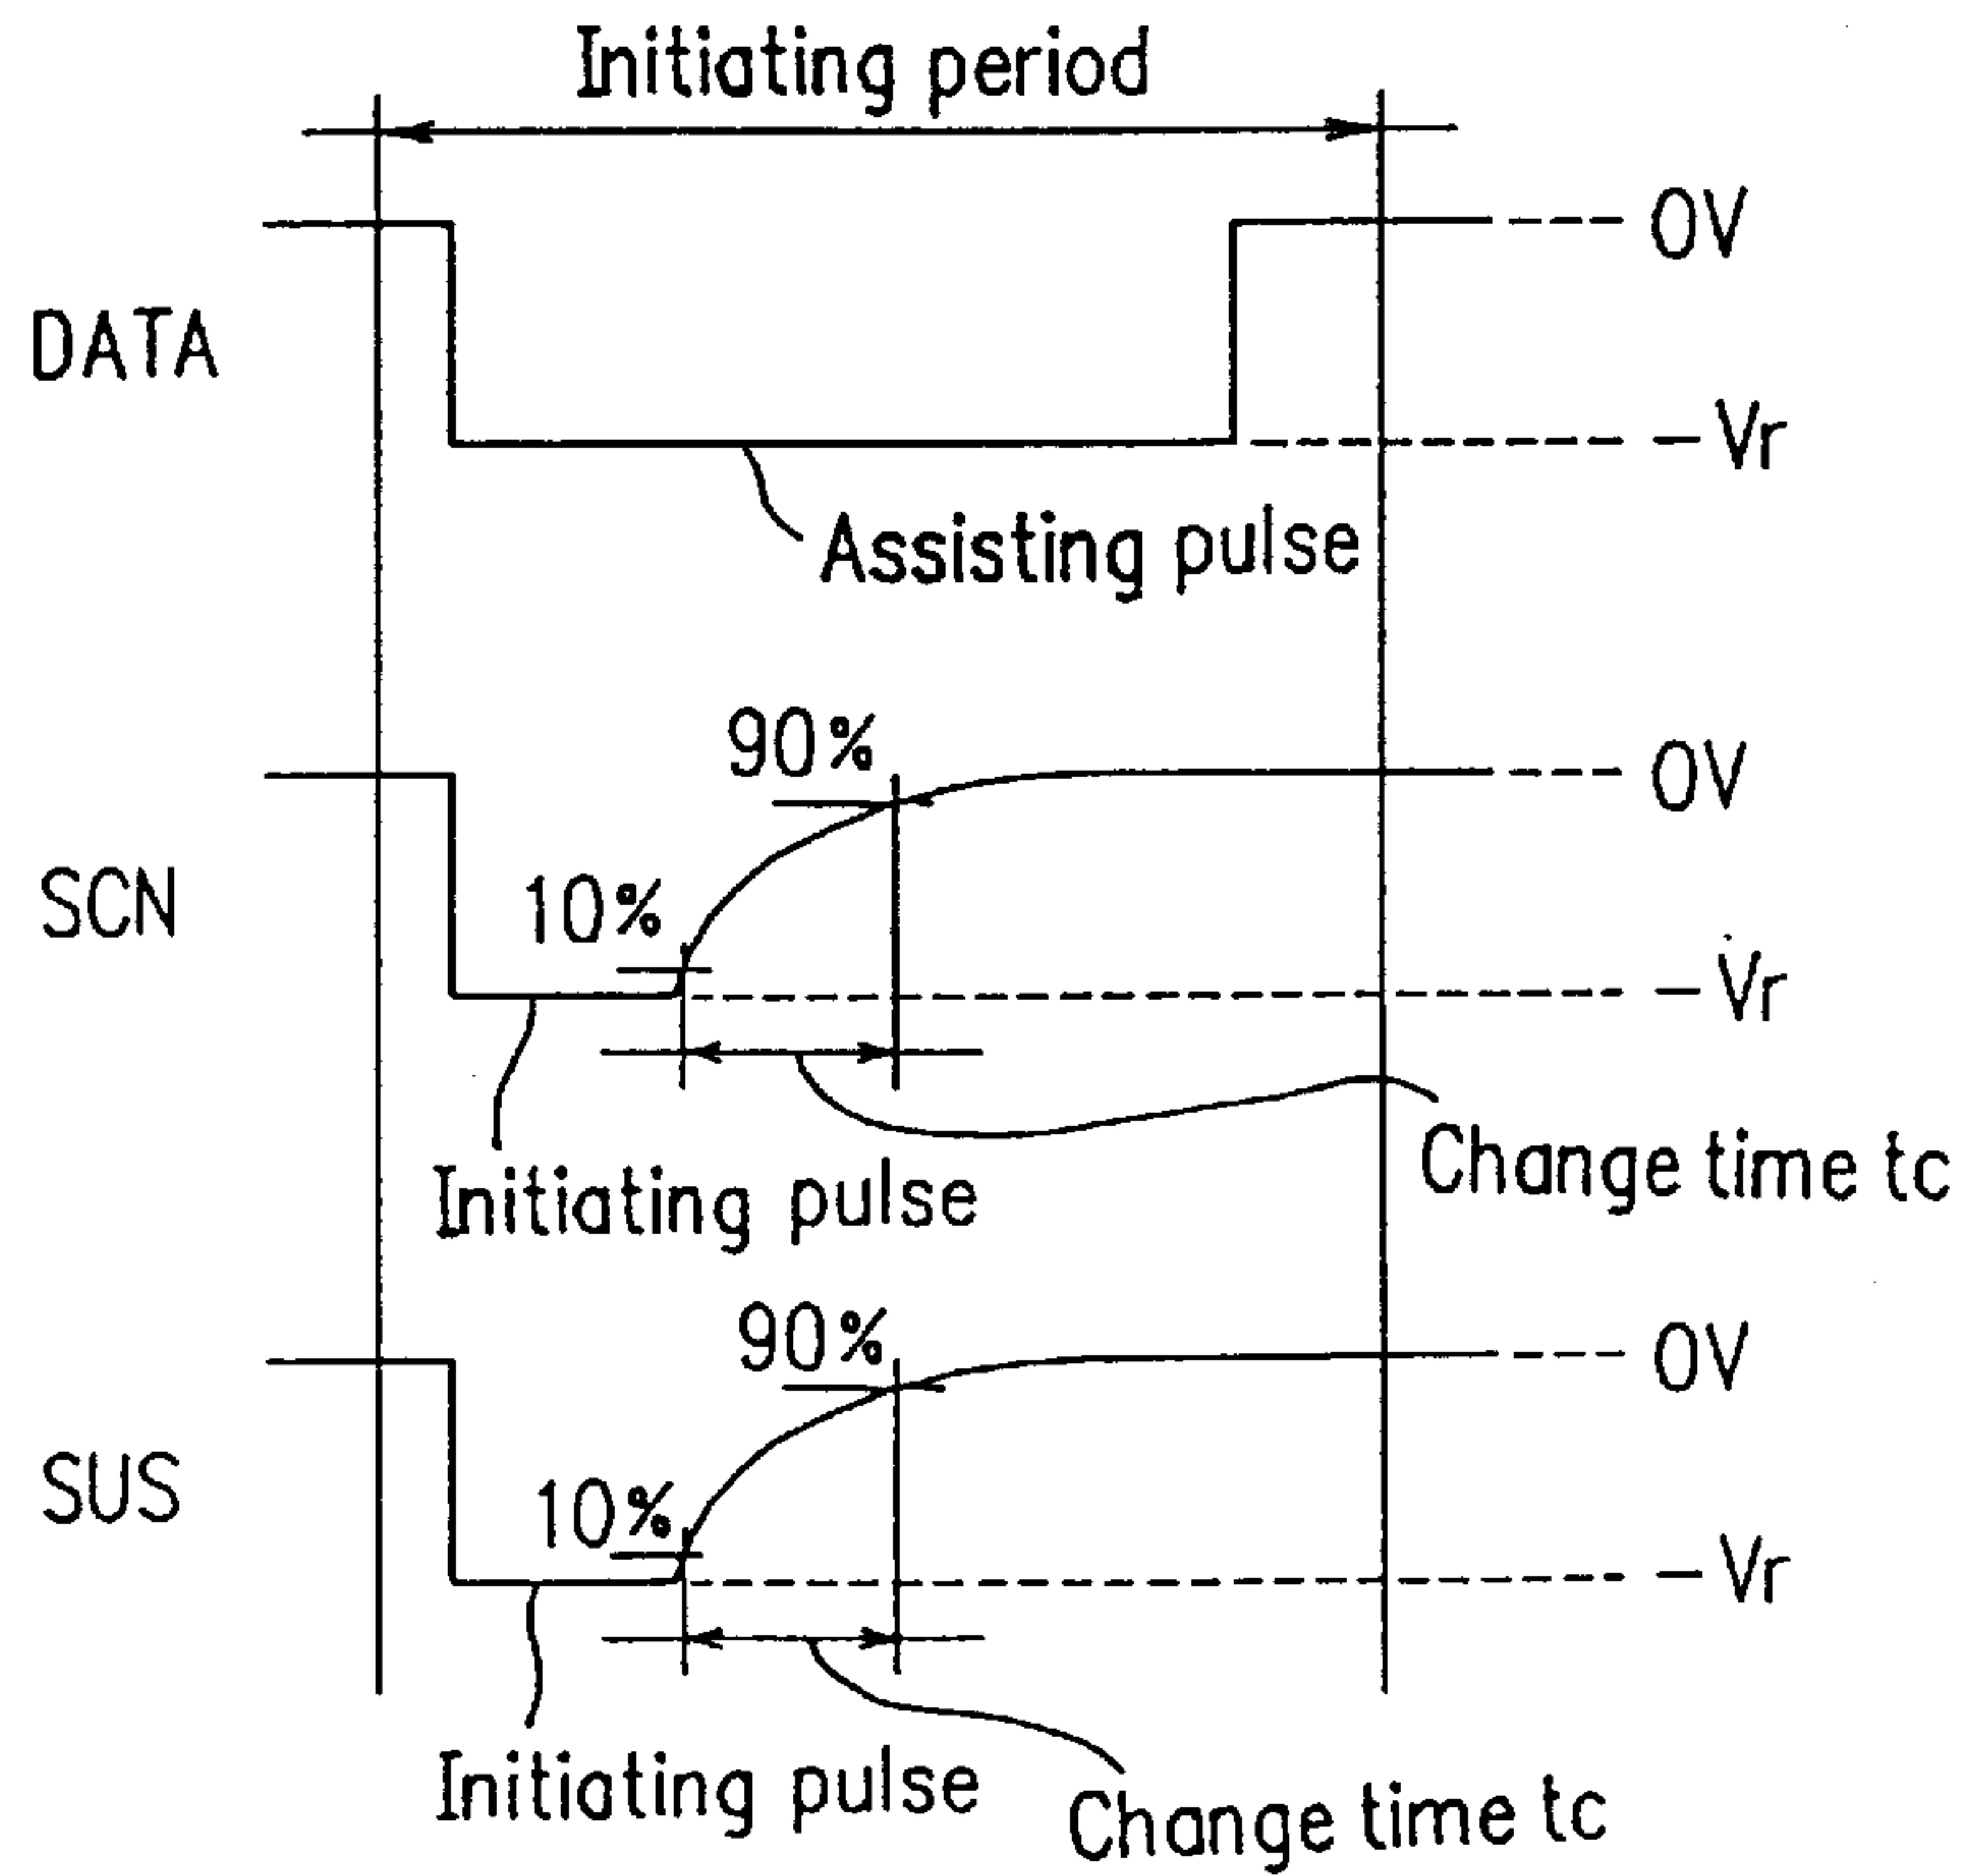 Initiating period
0V
DATA
-Vr
Assisting pulse
90%
0V
SCN
10%
-Vr
Change time tc
Initiating pulse
90%
0V
SUS
10%
-Vr
Initiating pulse
Change time tc